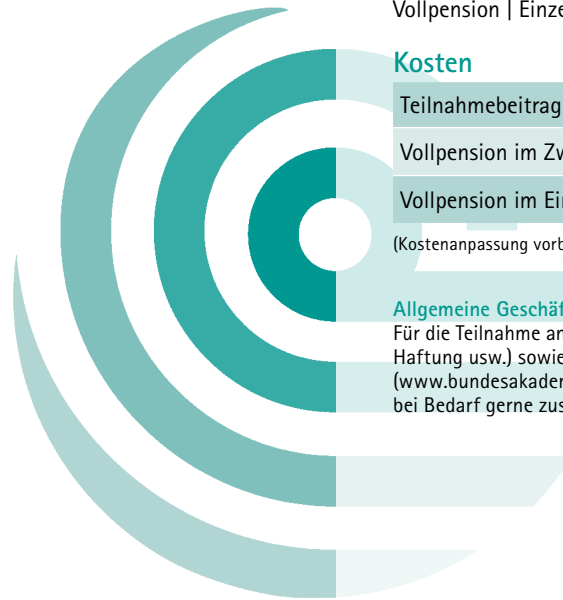 Vollpension | Einze
Kosten
Teilnahmebeitrag
Vollpension im Zw
Vollpension im Ein
(Kostenanpassung vorb
Allgemeine Geschäf
Für die Teilnahme an
Haftung usw.) sowie
(www.bundesakader
bei Bedarf gerne zus